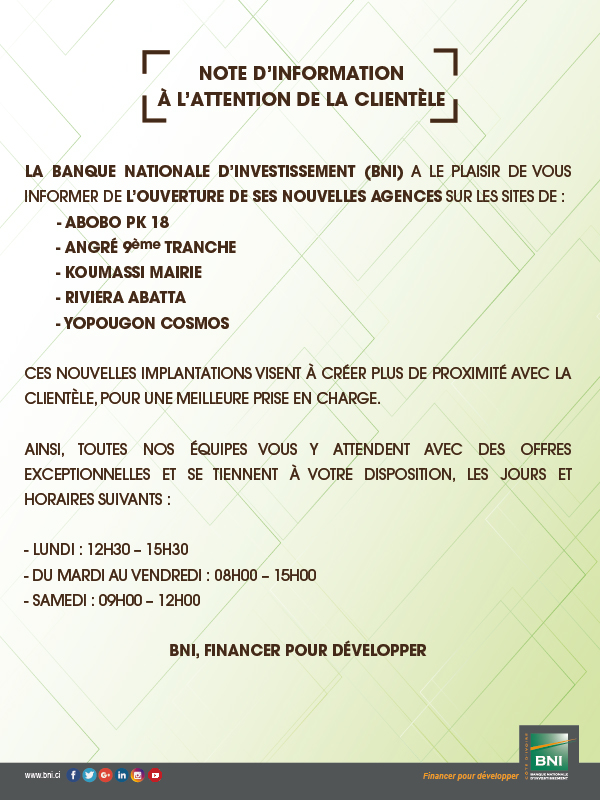 NOTE D'INFORMATION
À L'ATTENTION DE LA CLIENTÈLE
LA BANQUE NATIONALE D'INVESTISSEMENT (BNI) A LE PLAISIR DE VOUS
INFORMER DE L'OUVERTURE DE SES NOUVELLES AGENCES SUR LES SITES DE :
- ABOBO PK 18
- ANGRÉ 9ème TRANCHE
- KOUMASSI MAIRIE
- RIVIERA ABATTA
- YOPOUGON COSMOS
CES NOUVELLES IMPLANTATIONS VISENT À CRÉER PLUS DE PROXIMITÉ AVEC LA
CLIENTÈLE, POUR UNE MEILLEURE PRISE EN CHARGE.
AINSI, TOUTES NOS ÉQUIPES VOUS Y ATTENDENT AVEC DES OFFRES
EXCEPTIONNELLES ET SE TIENNENT À VOTRE DISPOSITION, LES JOURS ET
HORAIRES SUIVANTS :
- LUNDI : 12H30 – 15H30
- DU MARDI AU VENDREDI : 08H00 – 15H00
- SAMEDI : 09H00 – 12H00
BNI, FINANCER POUR DÉVELOPPER
www.bni.ci
Financer pour développer
CÔTE D'IVOIRE
BNI
BANQUE NATIONALE
D'INVESTISSEMENT